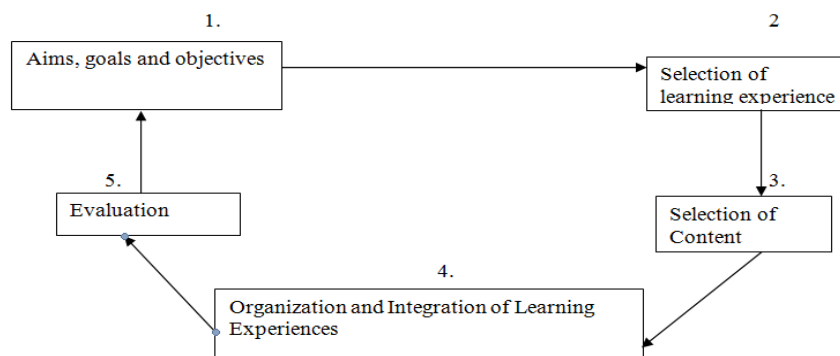 1.
Aims, goals and objectives
2
Selection of
learning experience
3.
Selection of
Content
4.
Organization and Integration of Learning
Experiences
5.
Evaluation